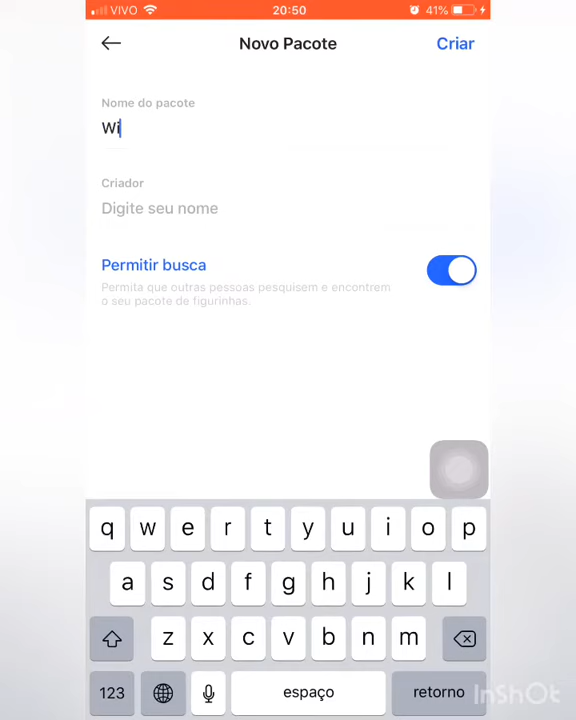 VIVO 20:50 41%
Novo Pacote Criar
Nome do pacote
Wi
Criador
Digite seu nome
Permitir busca
Permita que outras pessoas pesquisem e encontrem
o seu pacote de figurinhas.
q w e r t y u i o p
a s d f g h j k l
z x c v b n m
123 espaço retorno
InShOt